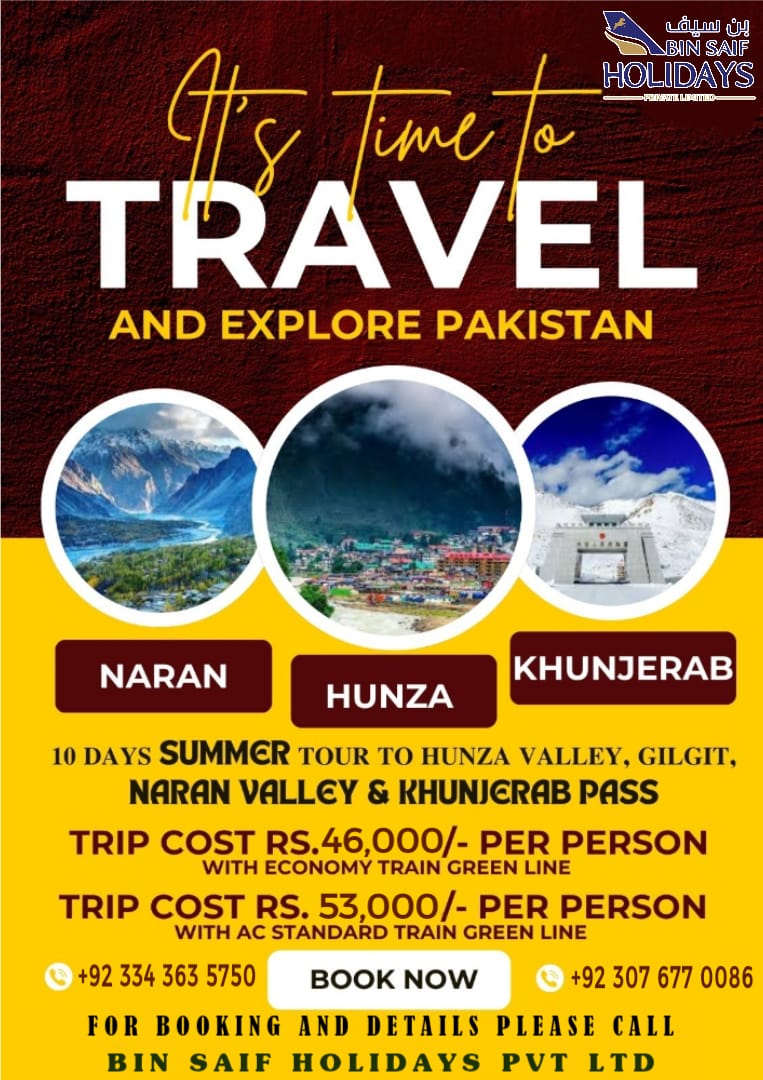 بن سيف
BIN SAIF
HOLIDAYS
PRIVATE LIMITED
It's time to
TRAVEL
AND EXPLORE PAKISTAN
NARAN
HUNZA
KHUNJERAB
10 DAYS SUMMER TOUR TO HUNZA VALLEY, GILGIT,
NARAN VALLEY & KHUNJERAB PASS
TRIP COST RS.46,000/- PER PERSON
WITH ECONOMY TRAIN GREEN LINE
TRIP COST RS. 53,000/- PER PERSON
WITH AC STANDARD TRAIN GREEN LINE
+92 334 363 5750
BOOK NOW
+92 307 677 0086
FOR BOOKING AND DETAILS PLEASE CALL
BIN SAIF HOLIDAYS PVT LTD